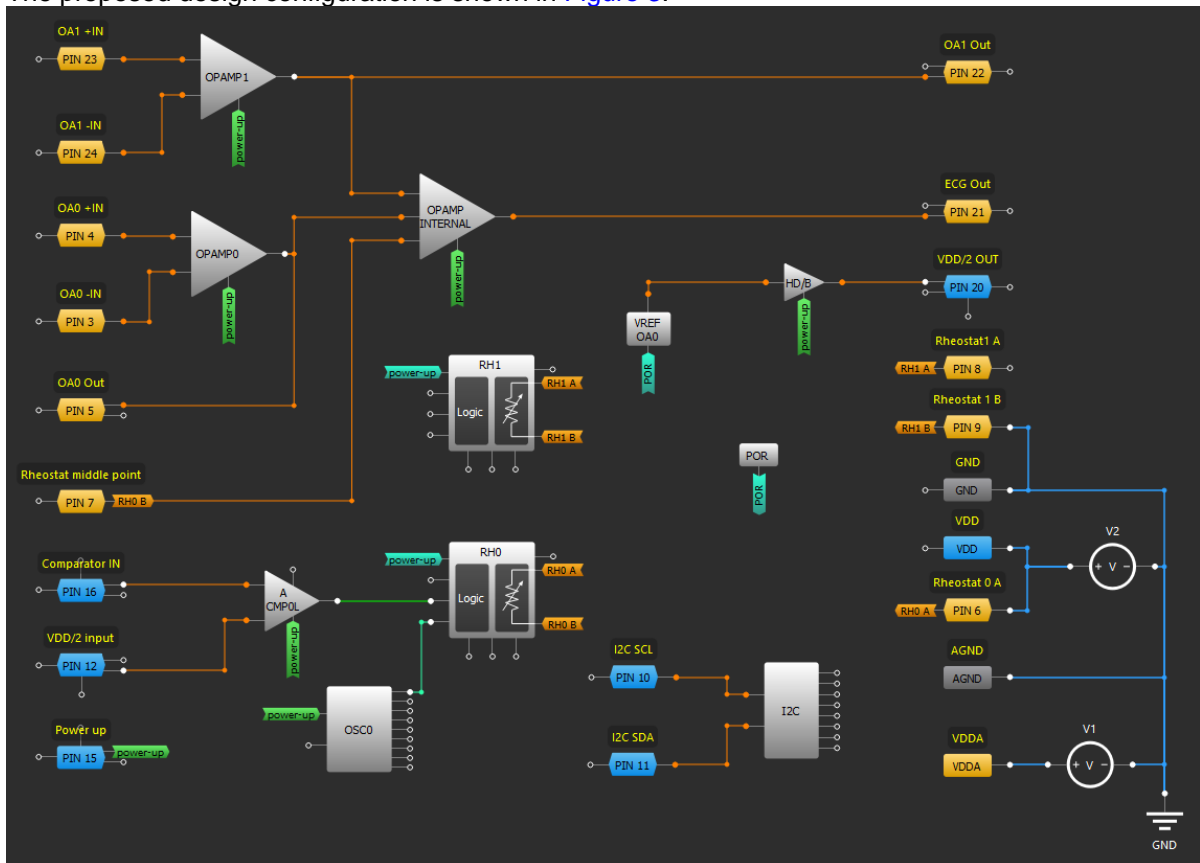 The proposed design configuration is shown in Figure 3.
OA1 +IN
PIN 23
OPAMP1
power-up
OA1 -IN
PIN 24
OA0 +IN
PIN 4
OPAMP0
power-up
OA0 -IN
PIN 3
OA0 Out
PIN 5
OPAMP
INTERNAL
power-up
Rheostat middle point
PIN 7
RH0 B
Comparator IN
PIN 16
A
CMP0L
power-up
VDD/2 input
PIN 12
Power up
PIN 15
power-up
RH1
power-up
Logic
RH1 A
RH1 B
RH0
power-up
Logic
RH0 A
RH0 B
power-up
OSC0
VREF
OA0
POR
HD/B
power-up
POR
POR
I2C SCL
PIN 10
I2C
I2C SDA
PIN 11
OA1 Out
PIN 22
ECG Out
PIN 21
VDD/2 OUT
PIN 20
Rheostat1 A
RH1 A
PIN 8
Rheostat 1 B
RH1 B
PIN 9
GND
GND
VDD
VDD
V2
+ V -
Rheostat 0 A
RH0 A
PIN 6
AGND
AGND
VDDA
VDDA
V1
+ V -
GND